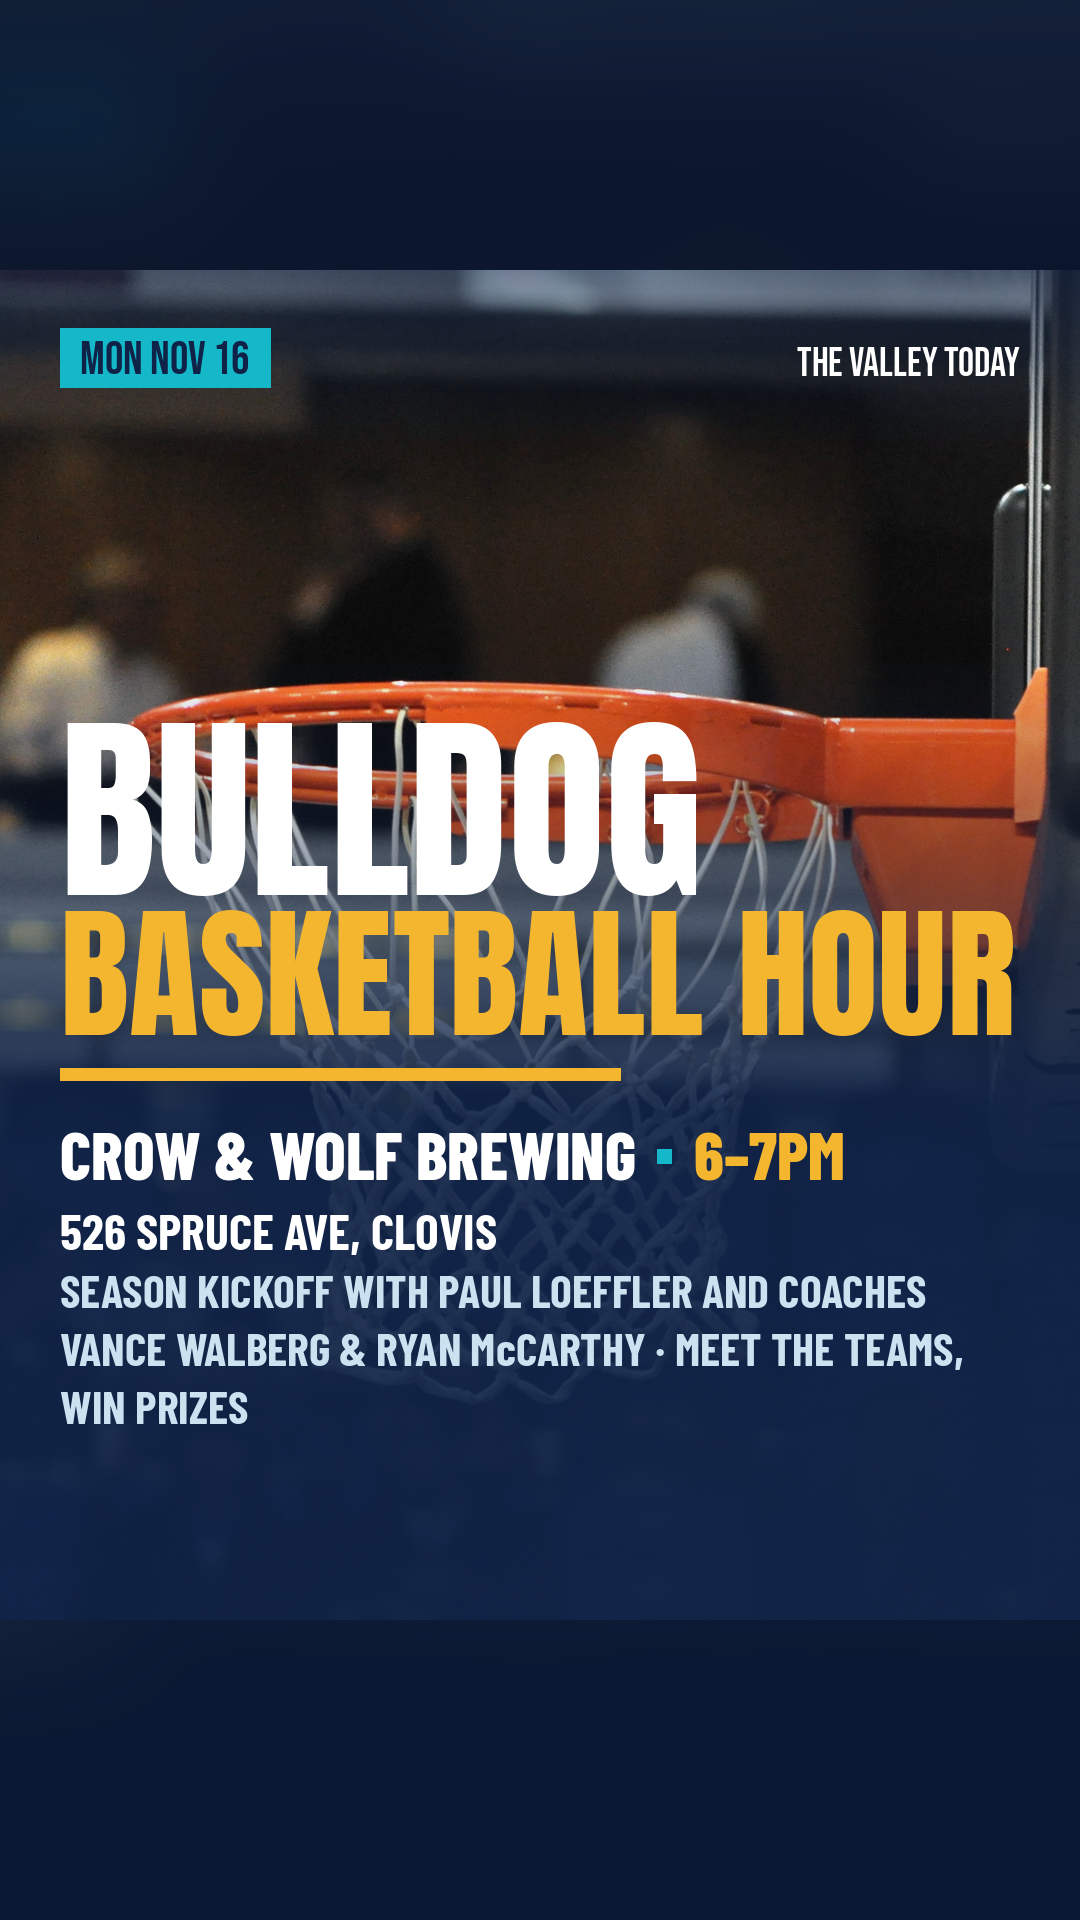 MON NOV 16
THE VALLEY TODAY
BULLDOG
BASKETBALL HOUR
CROW & WOLF BREWING ▪ 6–7PM
526 SPRUCE AVE, CLOVIS
SEASON KICKOFF WITH PAUL LOEFFLER AND COACHES
VANCE WALBERG & RYAN McCARTHY · MEET THE TEAMS,
WIN PRIZES